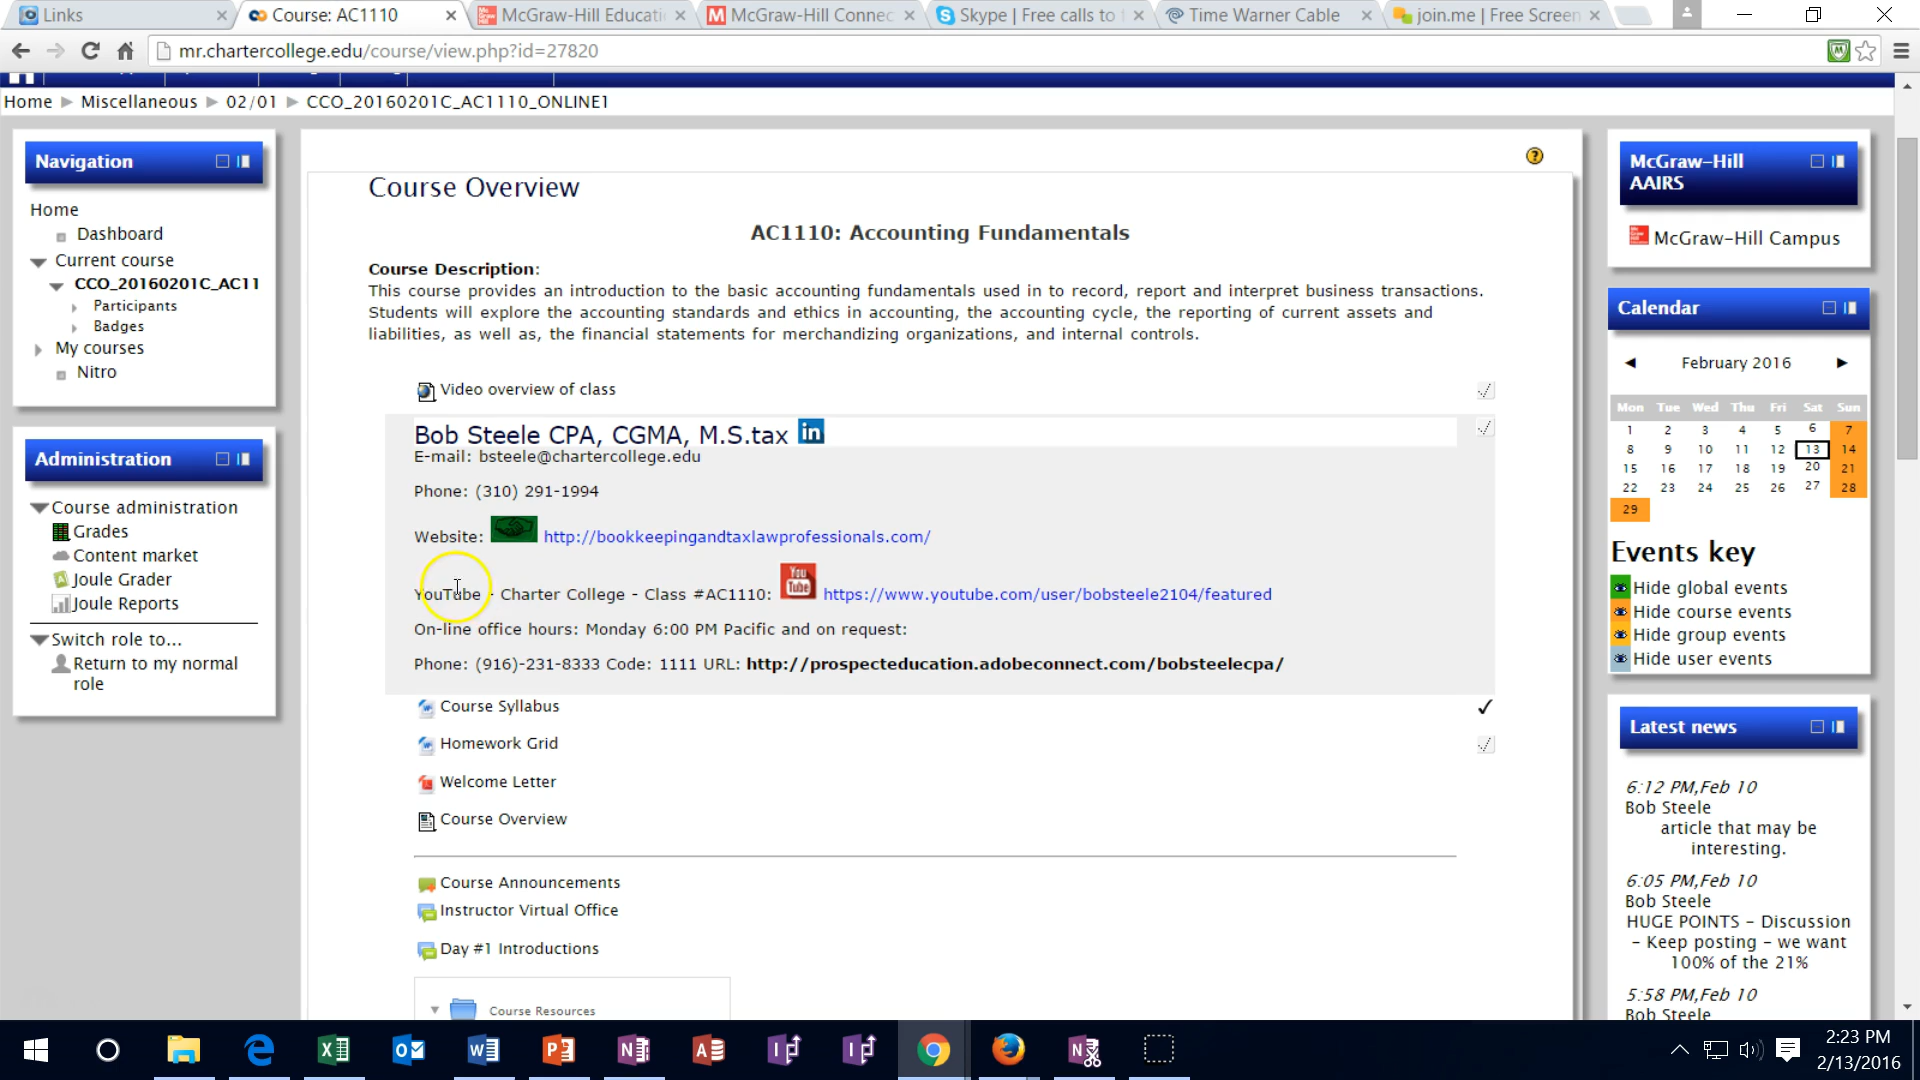 Links
Course: AC1110
McGraw-Hill Educati
McGraw-Hill Connec
Skype | Free calls to
Time Warner Cable
join.me | Free Screen
mr.chartercollege.edu/course/view.php?id=27820
Home Miscellaneous 02/01 CCO_20160201C_AC1110_ONLINE1
Navigation
Home
Dashboard
Current course
CCO_20160201C_AC11
Participants
Badges
My courses
Nitro
Administration
Course administration
Grades
Content market
Joule Grader
Joule Reports
Switch role to...
Return to my normal
role
Course Overview
AC1110: Accounting Fundamentals
Course Description:
This course provides an introduction to the basic accounting fundamentals used in to record, report and interpret business transactions.
Students will explore the accounting standards and ethics in accounting, the accounting cycle, the reporting of current assets and
liabilities, as well as, the financial statements for merchandizing organizations, and internal controls.
Video overview of class
Bob Steele CPA, CGMA, M.S.tax in
E-mail: bsteele@chartercollege.edu
Phone: (310) 291-1994
Website: http://bookkeepingandtaxlawprofessionals.com/
YouTube - Charter College - Class #AC1110: You Tube https://www.youtube.com/user/bobsteele2104/featured
On-line office hours: Monday 6:00 PM Pacific and on request:
Phone: (916)-231-8333 Code: 1111 URL: http://prospecteducation.adobeconnect.com/bobsteelecpa/
Course Syllabus
Homework Grid
Welcome Letter
Course Overview
Course Announcements
Instructor Virtual Office
Day #1 Introductions
Course Resources
McGraw-Hill
AAIRS
McGraw-Hill Campus
Calendar
February 2016
Mon Tue Wed Thu Fri Sat Sun
1 2 3 4 5 6 7
8 9 10 11 12 13 14
15 16 17 18 19 20 21
22 23 24 25 26 27 28
29
Events key
Hide global events
Hide course events
Hide group events
Hide user events
Latest news
6:12 PM,Feb 10
Bob Steele
article that may be
interesting.
6:05 PM,Feb 10
Bob Steele
HUGE POINTS - Discussion
- Keep posting - we want
100% of the 21%
5:58 PM,Feb 10
Bob Steele
2:23 PM
2/13/2016